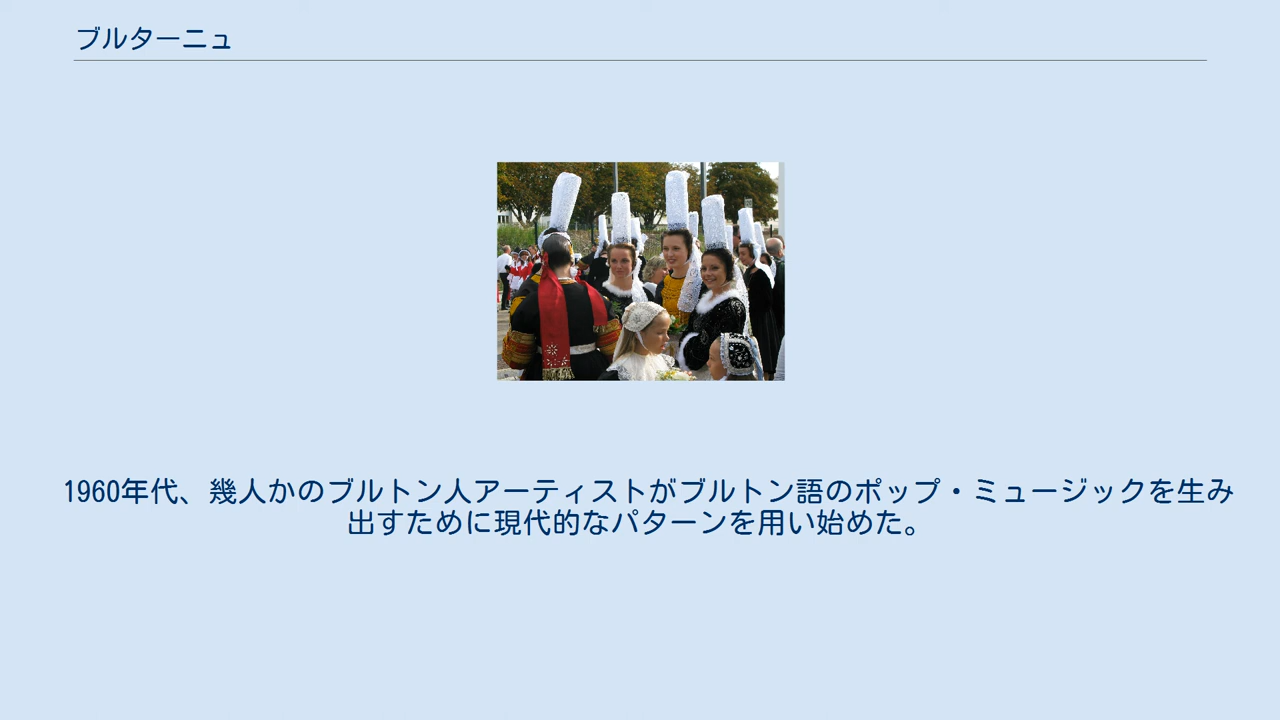 ブルターニュ
1960年代、幾人かのブルトン人アーティストがブルトン語のポップ・ミュージックを生み
出すために現代的なパターンを用い始めた。